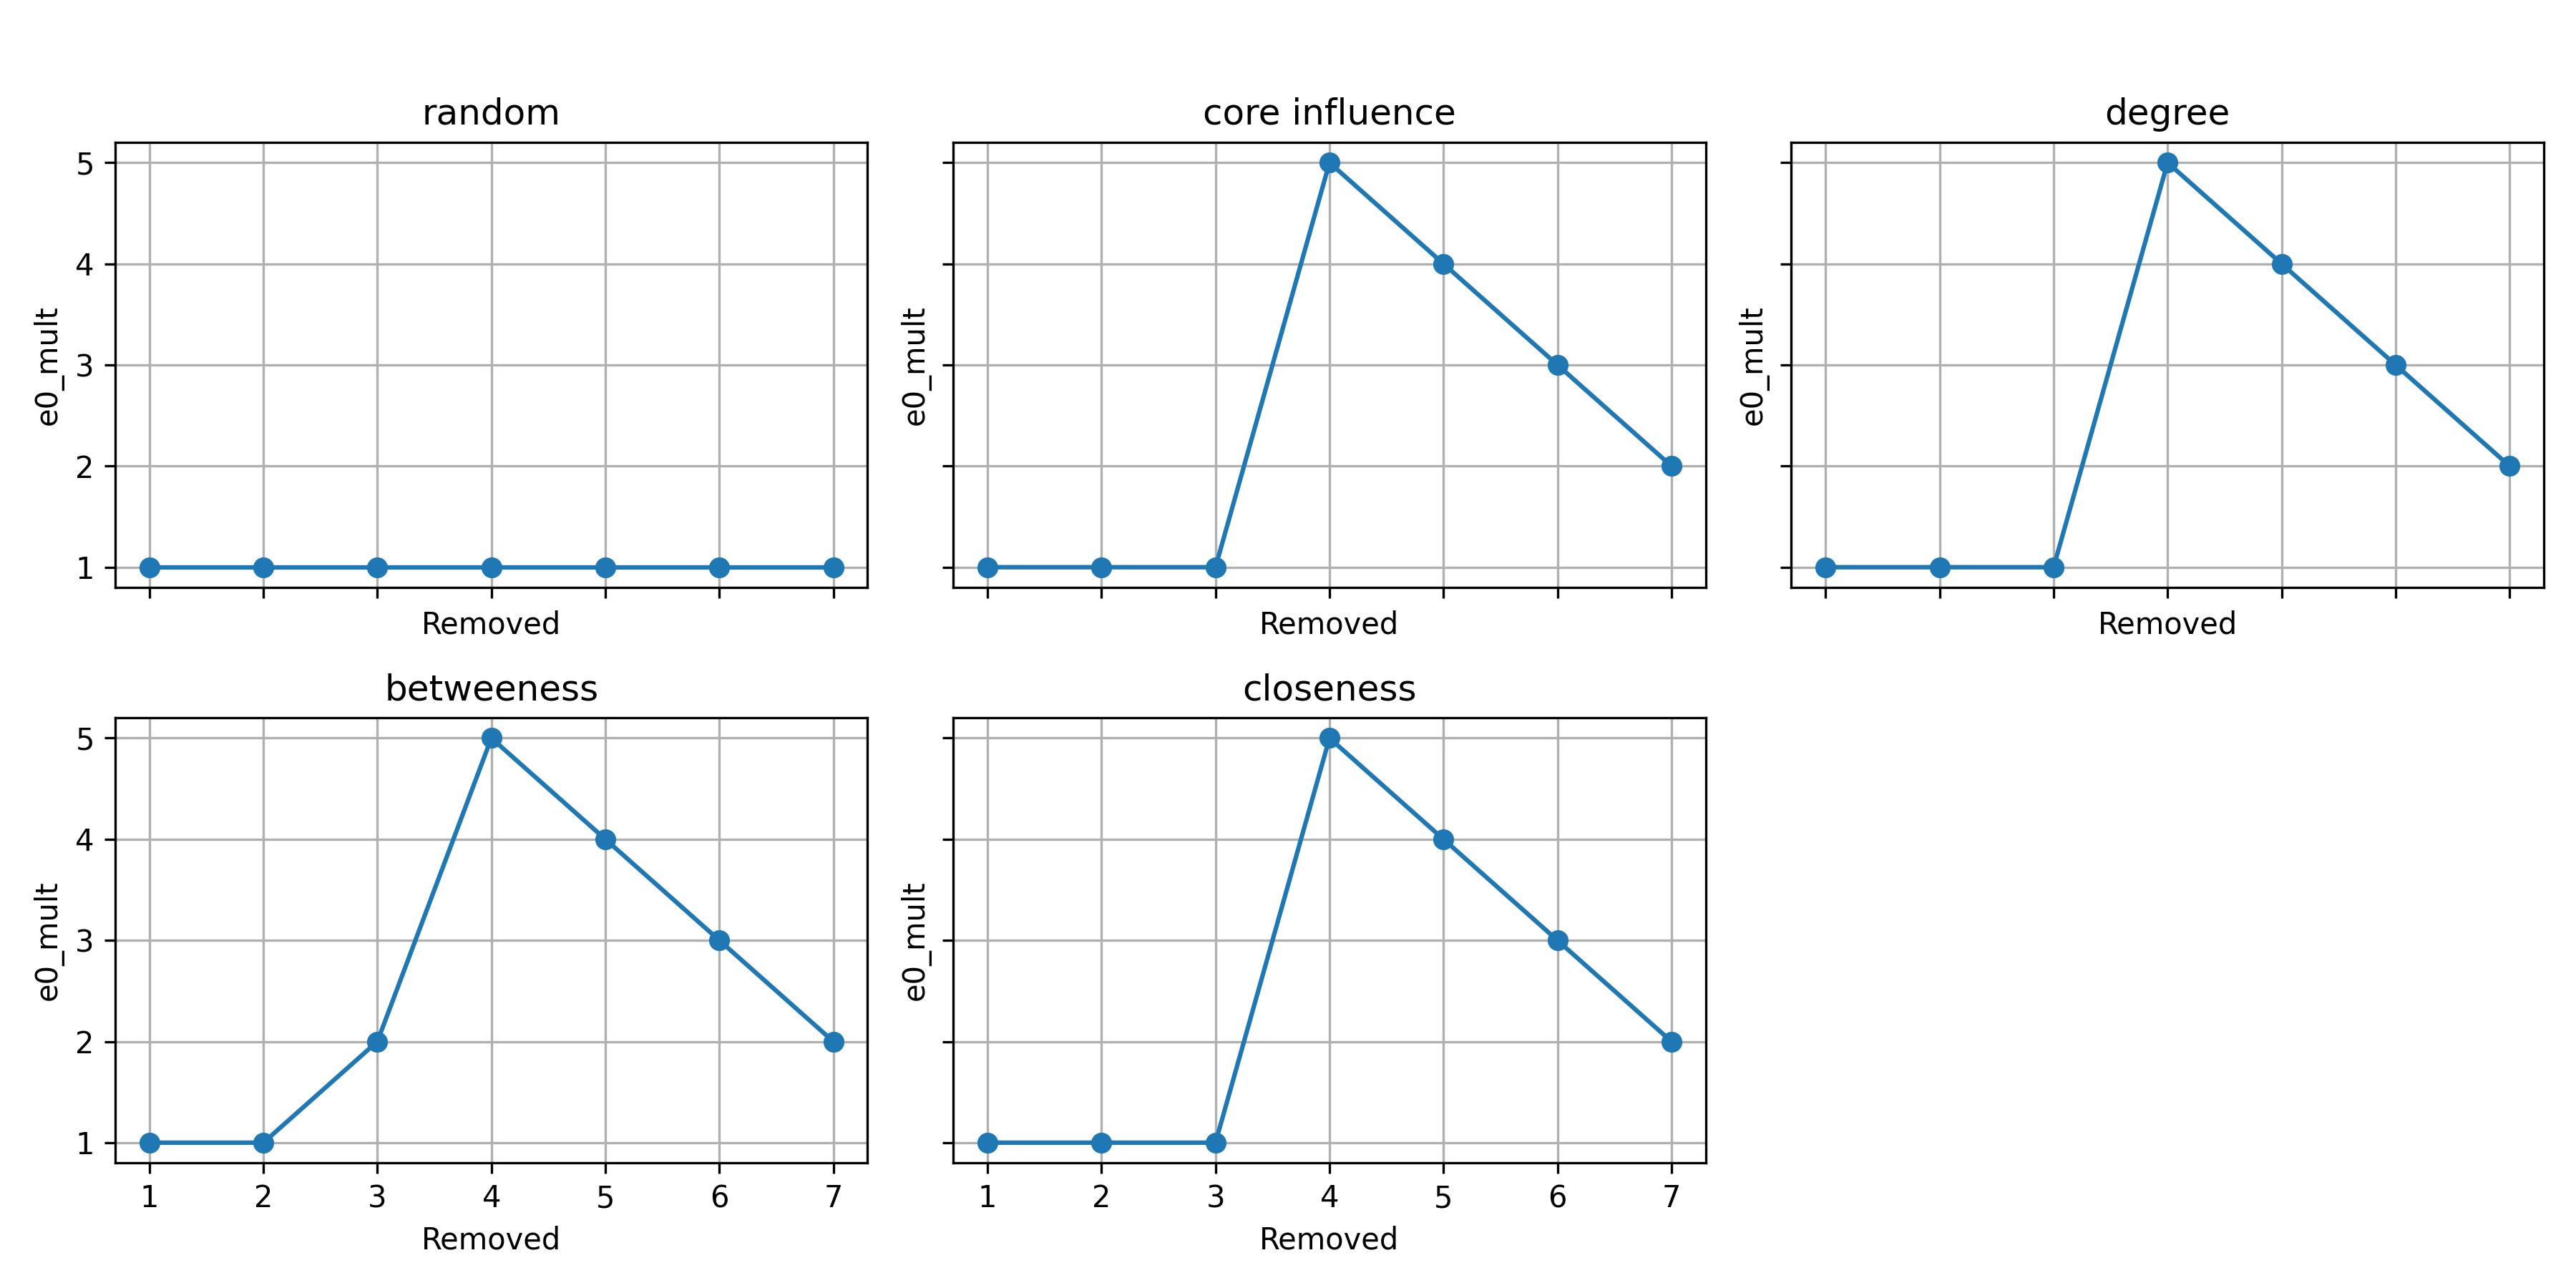 random
core influence
degree
5
4
3
2
1
e0_mult
e0_mult
e0_mult
Removed
Removed
Removed
betweeness
closeness
5
4
3
2
1
e0_mult
e0_mult
1 2 3 4 5 6 7
1 2 3 4 5 6 7
Removed
Removed